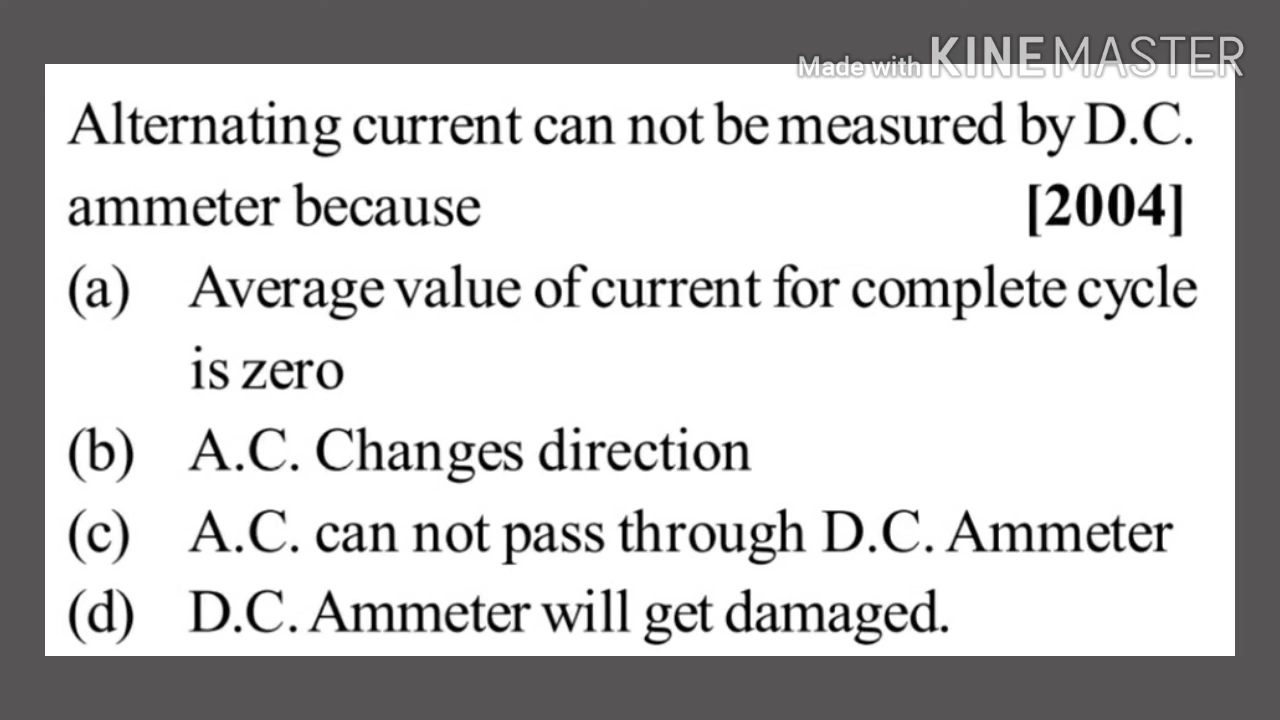 Made with KINEMASTER
Alternating current can not be measured by D.C.
ammeter because [2004]
(a) Average value of current for complete cycle
is zero
(b) A.C. Changes direction
(c) A.C. can not pass through D.C. Ammeter
(d) D.C. Ammeter will get damaged.